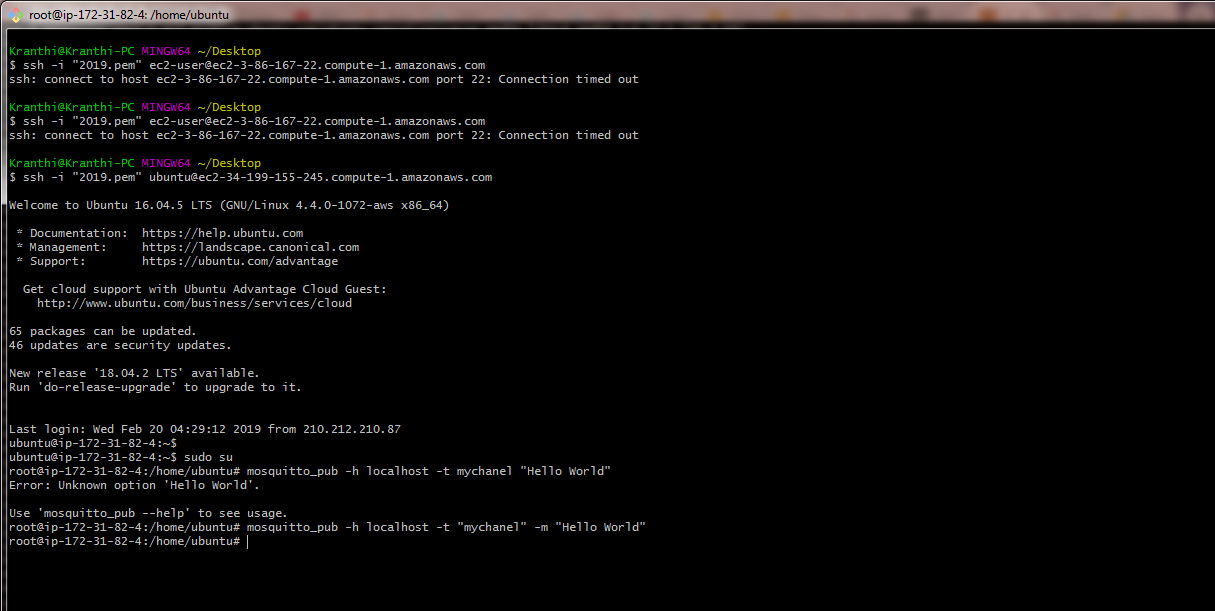 root@ip-172-31-82-4: /home/ubuntu
Kranthi@Kranthi-PC MINGW64 ~/Desktop
$ ssh -i "2019.pem" ec2-user@ec2-3-86-167-22.compute-1.amazonaws.com
ssh: connect to host ec2-3-86-167-22.compute-1.amazonaws.com port 22: Connection timed out
Kranthi@Kranthi-PC MINGW64 ~/Desktop
$ ssh -i "2019.pem" ec2-user@ec2-3-86-167-22.compute-1.amazonaws.com
ssh: connect to host ec2-3-86-167-22.compute-1.amazonaws.com port 22: Connection timed out
Kranthi@Kranthi-PC MINGW64 ~/Desktop
$ ssh -i "2019.pem" ubuntu@ec2-34-199-155-245.compute-1.amazonaws.com
Welcome to Ubuntu 16.04.5 LTS (GNU/Linux 4.4.0-1072-aws x86_64)
* Documentation:  https://help.ubuntu.com
* Management:     https://landscape.canonical.com
* Support:        https://ubuntu.com/advantage
Get cloud support with Ubuntu Advantage Cloud Guest:
http://www.ubuntu.com/business/services/cloud
65 packages can be updated.
46 updates are security updates.
New release '18.04.2 LTS' available.
Run 'do-release-upgrade' to upgrade to it.
Last login: Wed Feb 20 04:29:12 2019 from 210.212.210.87
ubuntu@ip-172-31-82-4:~$
ubuntu@ip-172-31-82-4:~$ sudo su
root@ip-172-31-82-4:/home/ubuntu# mosquitto_pub -h localhost -t mychanel "Hello World"
Error: Unknown option 'Hello World'.
Use 'mosquitto_pub --help' to see usage.
root@ip-172-31-82-4:/home/ubuntu# mosquitto_pub -h localhost -t "mychanel" -m "Hello World"
root@ip-172-31-82-4:/home/ubuntu#